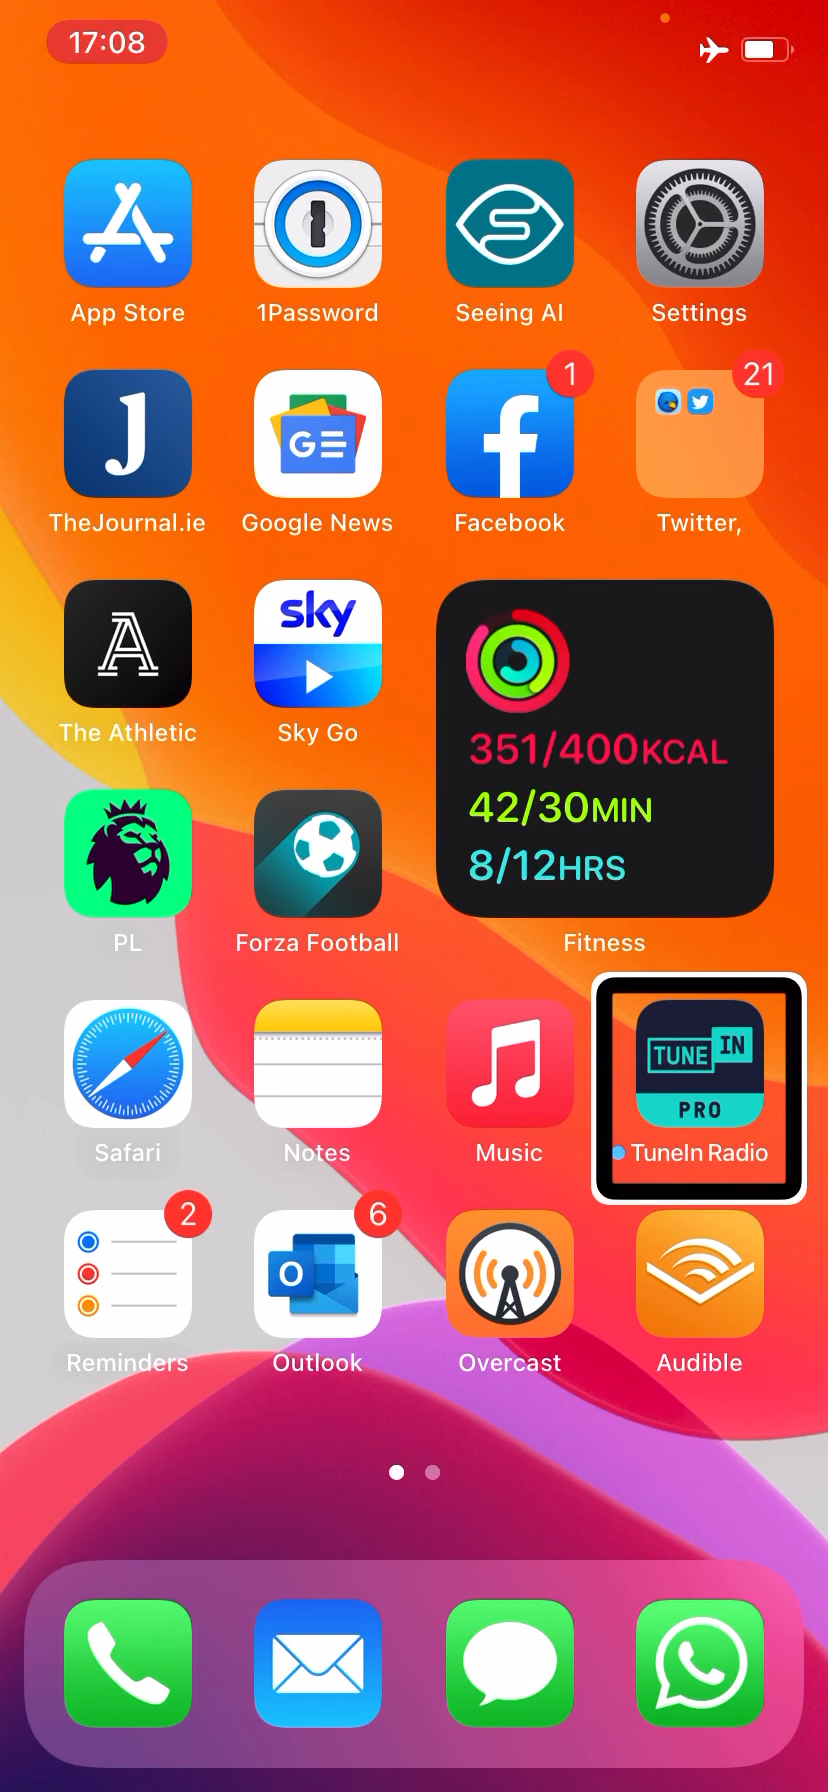 17:08
App Store
1Password
Seeing AI
Settings
1
21
J
GE
TheJournal.ie
Google News
Facebook
Twitter,
A
sky
The Athletic
Sky Go
351/400KCAL
42/30MIN
8/12HRS
PL
Forza Football
Fitness
TUNE IN
PRO
Safari
Notes
Music
TuneIn Radio
2
6
O
Reminders
Outlook
Overcast
Audible